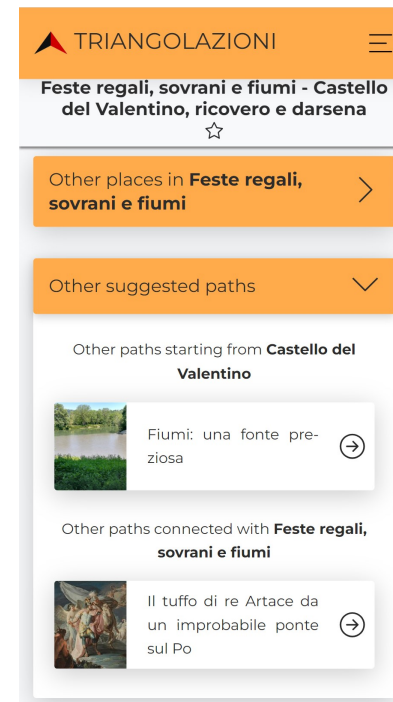 TRIANGOLAZIONI
Feste regali, sovrani e fiumi - Castello
del Valentino, ricovero e darsena
Other places in Feste regali,
sovrani e fiumi
Other suggested paths
Other paths starting from Castello del
Valentino
Fiumi: una fonte pre-
ziosa
Other paths connected with Feste regali,
sovrani e fiumi
Il tuffo di re Artace da
un improbabile ponte
sul Po